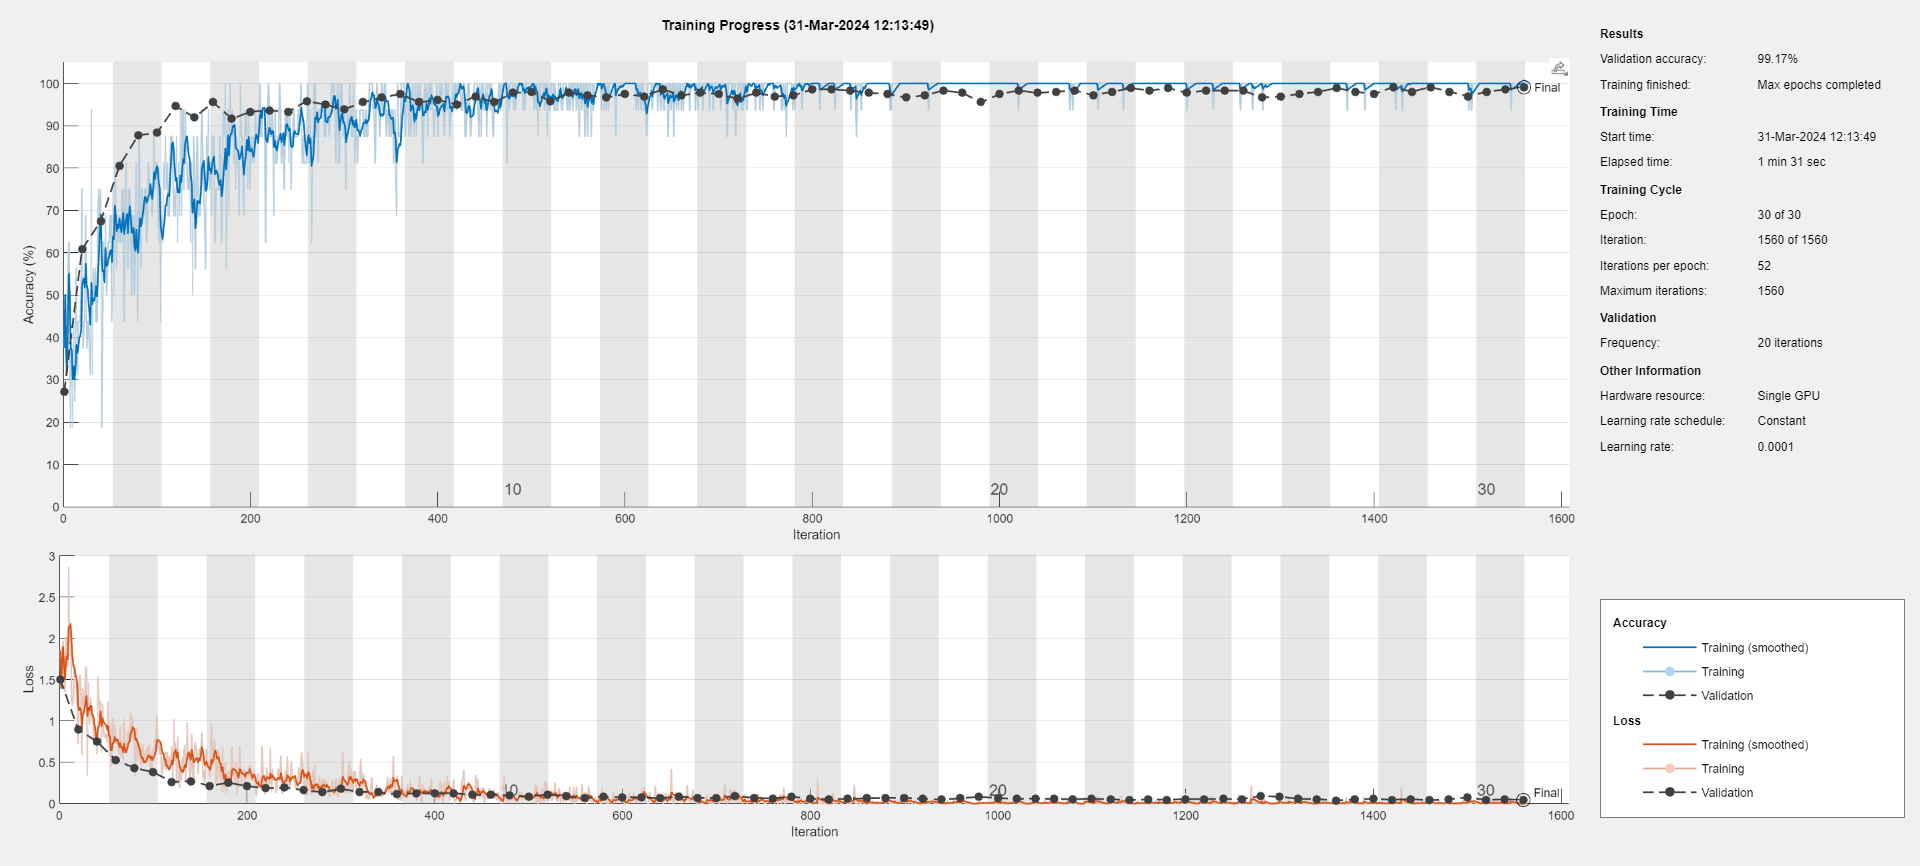 Training Progress (31-Mar-2024 12:13:49)
Accuracy (%)
100
90
80
70
60
50
40
30
20
10
0
10
20
30
Final
0 200 400 600 800 1000 1200 1400 1600
Iteration
Loss
3
2.5
2
1.5
1
0.5
0
10
20
30
Final
0 200 400 600 800 1000 1200 1400 1600
Iteration
Results
Validation accuracy: 99.17%
Training finished: Max epochs completed
Training Time
Start time: 31-Mar-2024 12:13:49
Elapsed time: 1 min 31 sec
Training Cycle
Epoch: 30 of 30
Iteration: 1560 of 1560
Iterations per epoch: 52
Maximum iterations: 1560
Validation
Frequency: 20 iterations
Other Information
Hardware resource: Single GPU
Learning rate schedule: Constant
Learning rate: 0.0001
Accuracy
Training (smoothed)
Training
Validation
Loss
Training (smoothed)
Training
Validation